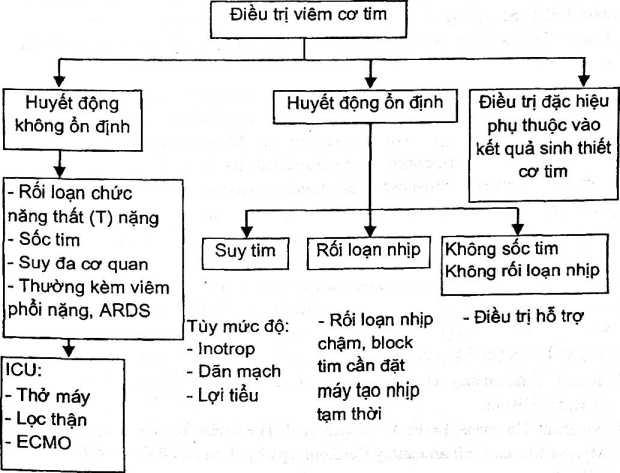 Điều trị viêm cơ tim
Huyết động
không ổn định
Huyết động ổn định
Điều trị đặc hiệu
phụ thuộc vào
kết quả sinh thiết
cơ tim
- Rối loạn chức
năng thất (T) nặng
- Sốc tim
- Suy đa cơ quan
- Thường kèm viêm
phổi nặng, ARDS
Suy tim
Rối loạn nhịp
Không sốc tim
Không rối loạn nhịp
Tùy mức độ:
- Inotrop
- Dãn mạch
- Lợi tiểu
- Rối loạn nhịp
chậm, block
tim cần đặt
máy tạo nhịp
tạm thời
- Điều trị hỗ trợ
ICU:
- Thở máy
- Lọc thận
- ECMO